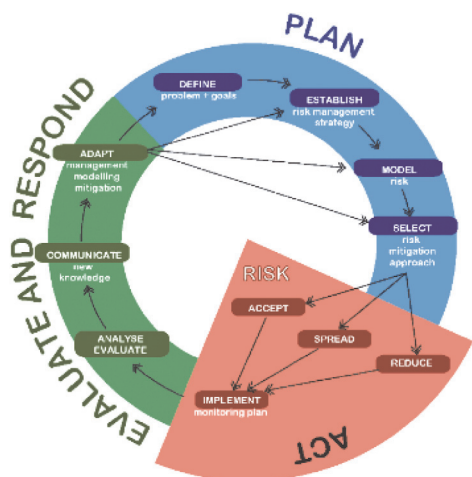 PLAN
DEFINE
problem + goals
ESTABLISH
risk management
strategy
MODEL
risk
SELECT
risk
mitigation
approach
RISK
ACCEPT
SPREAD
REDUCE
IMPLEMENT
monitoring plan
ACT
ANALYSE
EVALUATE
COMMUNICATE
new
knowledge
ADAPT
management
modelling
mitigation
EVALUATE AND RESPOND